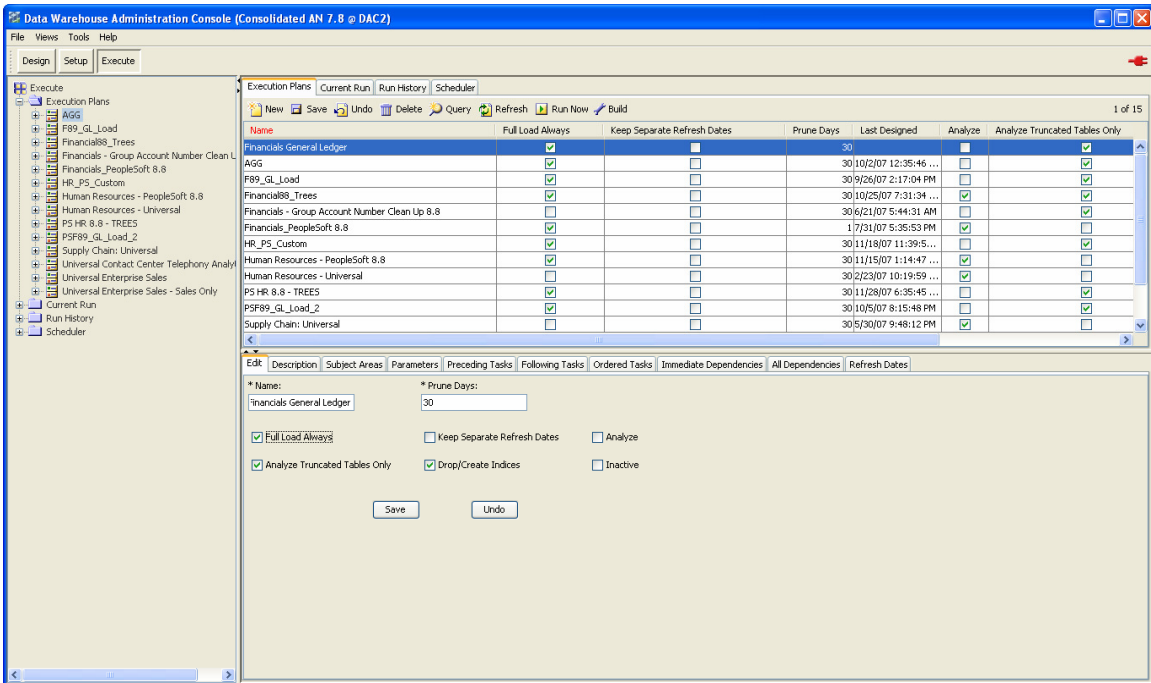 Data Warehouse Administration Console (Consolidated AN 7.8 @ DAC2)
File Views Tools Help
Design Setup Execute
Execute
Execution Plans
AGG
F89_GL_Load
Financial88_Trees
Financials - Group Account Number Clean U
Financials_PeopleSoft 8.8
HR_PS_Custom
Human Resources - PeopleSoft 8.8
Human Resources - Universal
PS HR 8.8 - TREES
PSF89_GL_Load_2
Supply Chain: Universal
Universal Contact Center Telephony Analy
Universal Enterprise Sales
Universal Enterprise Sales - Sales Only
Current Run
Run History
Scheduler
Execution Plans Current Run Run History Scheduler
New Save Undo Delete Query Refresh Run Now Build 1 of 15
Name Full Load Always Keep Separate Refresh Dates Prune Days Last Designed Analyze Analyze Truncated Tables Only
Financials General Ledger 30
AGG 30 10/2/07 12:35:46 ...
F89_GL_Load 30 9/26/07 2:17:04 PM
Financial88_Trees 30 10/25/07 7:31:34 ...
Financials - Group Account Number Clean Up 8.8 30 6/21/07 5:44:31 AM
Financials_PeopleSoft 8.8 1 7/31/07 5:35:53 PM
HR_PS_Custom 30 11/18/07 11:39:5...
Human Resources - PeopleSoft 8.8 30 11/15/07 1:14:47 ...
Human Resources - Universal 30 2/23/07 10:19:59 ...
PS HR 8.8 - TREES 30 11/28/07 6:35:45 ...
PSF89_GL_Load_2 30 10/5/07 8:15:48 PM
Supply Chain: Universal 30 5/30/07 9:48:12 PM
Edit Description Subject Areas Parameters Preceding Tasks Following Tasks Ordered Tasks Immediate Dependencies All Dependencies Refresh Dates
* Name: * Prune Days:
Financials General Ledger 30
Full Load Always Keep Separate Refresh Dates Analyze
Analyze Truncated Tables Only Drop/Create Indices Inactive
Save Undo